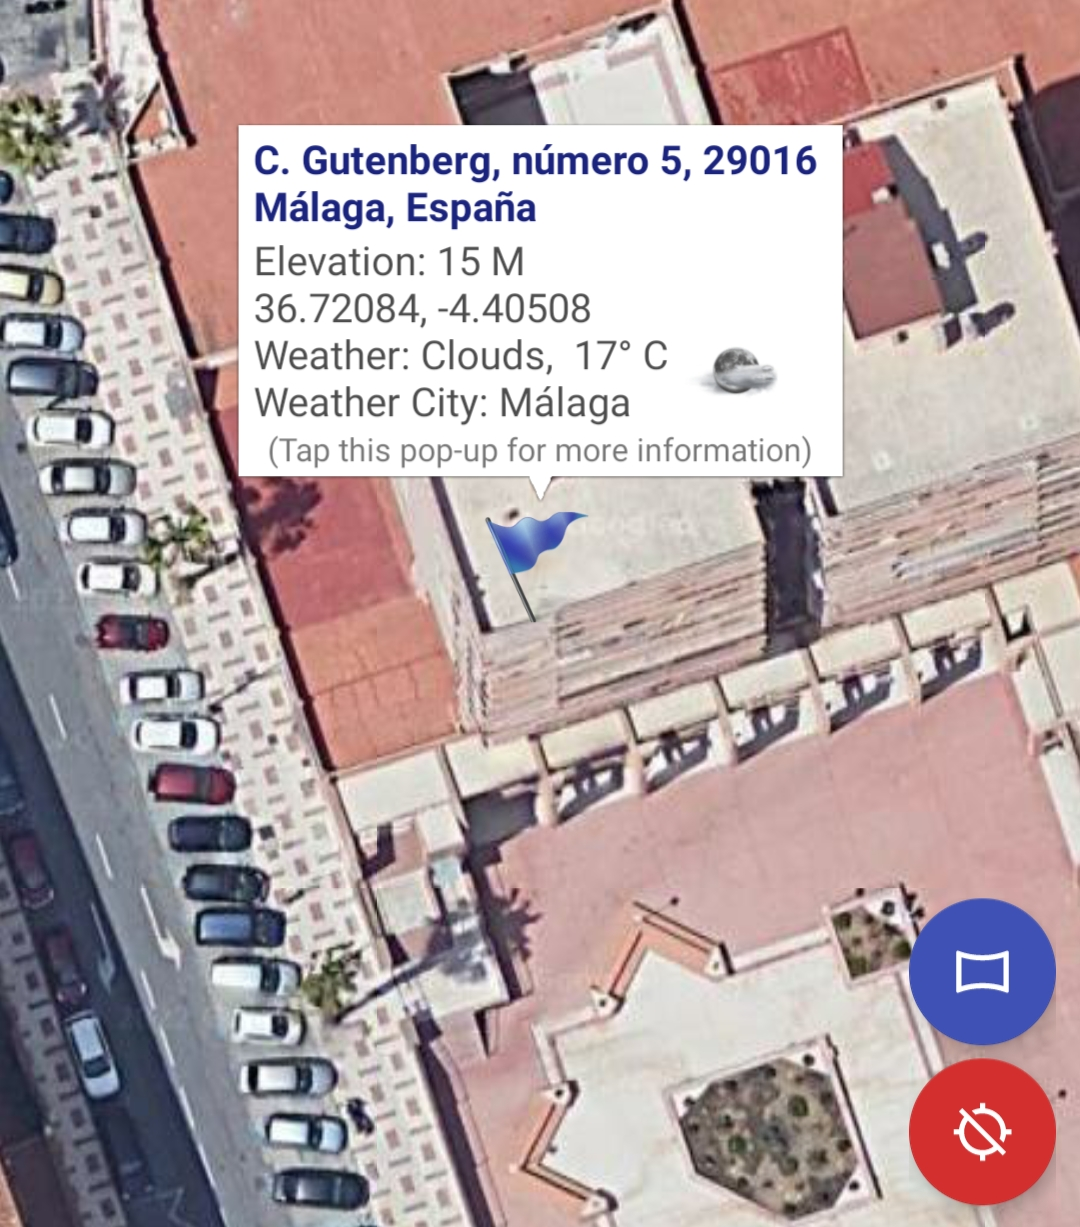 C. Gutenberg, número 5, 29016
Málaga, España
Elevation: 15 M
36.72084, -4.40508
Weather: Clouds,  17° C
Weather City: Málaga
(Tap this pop-up for more information)